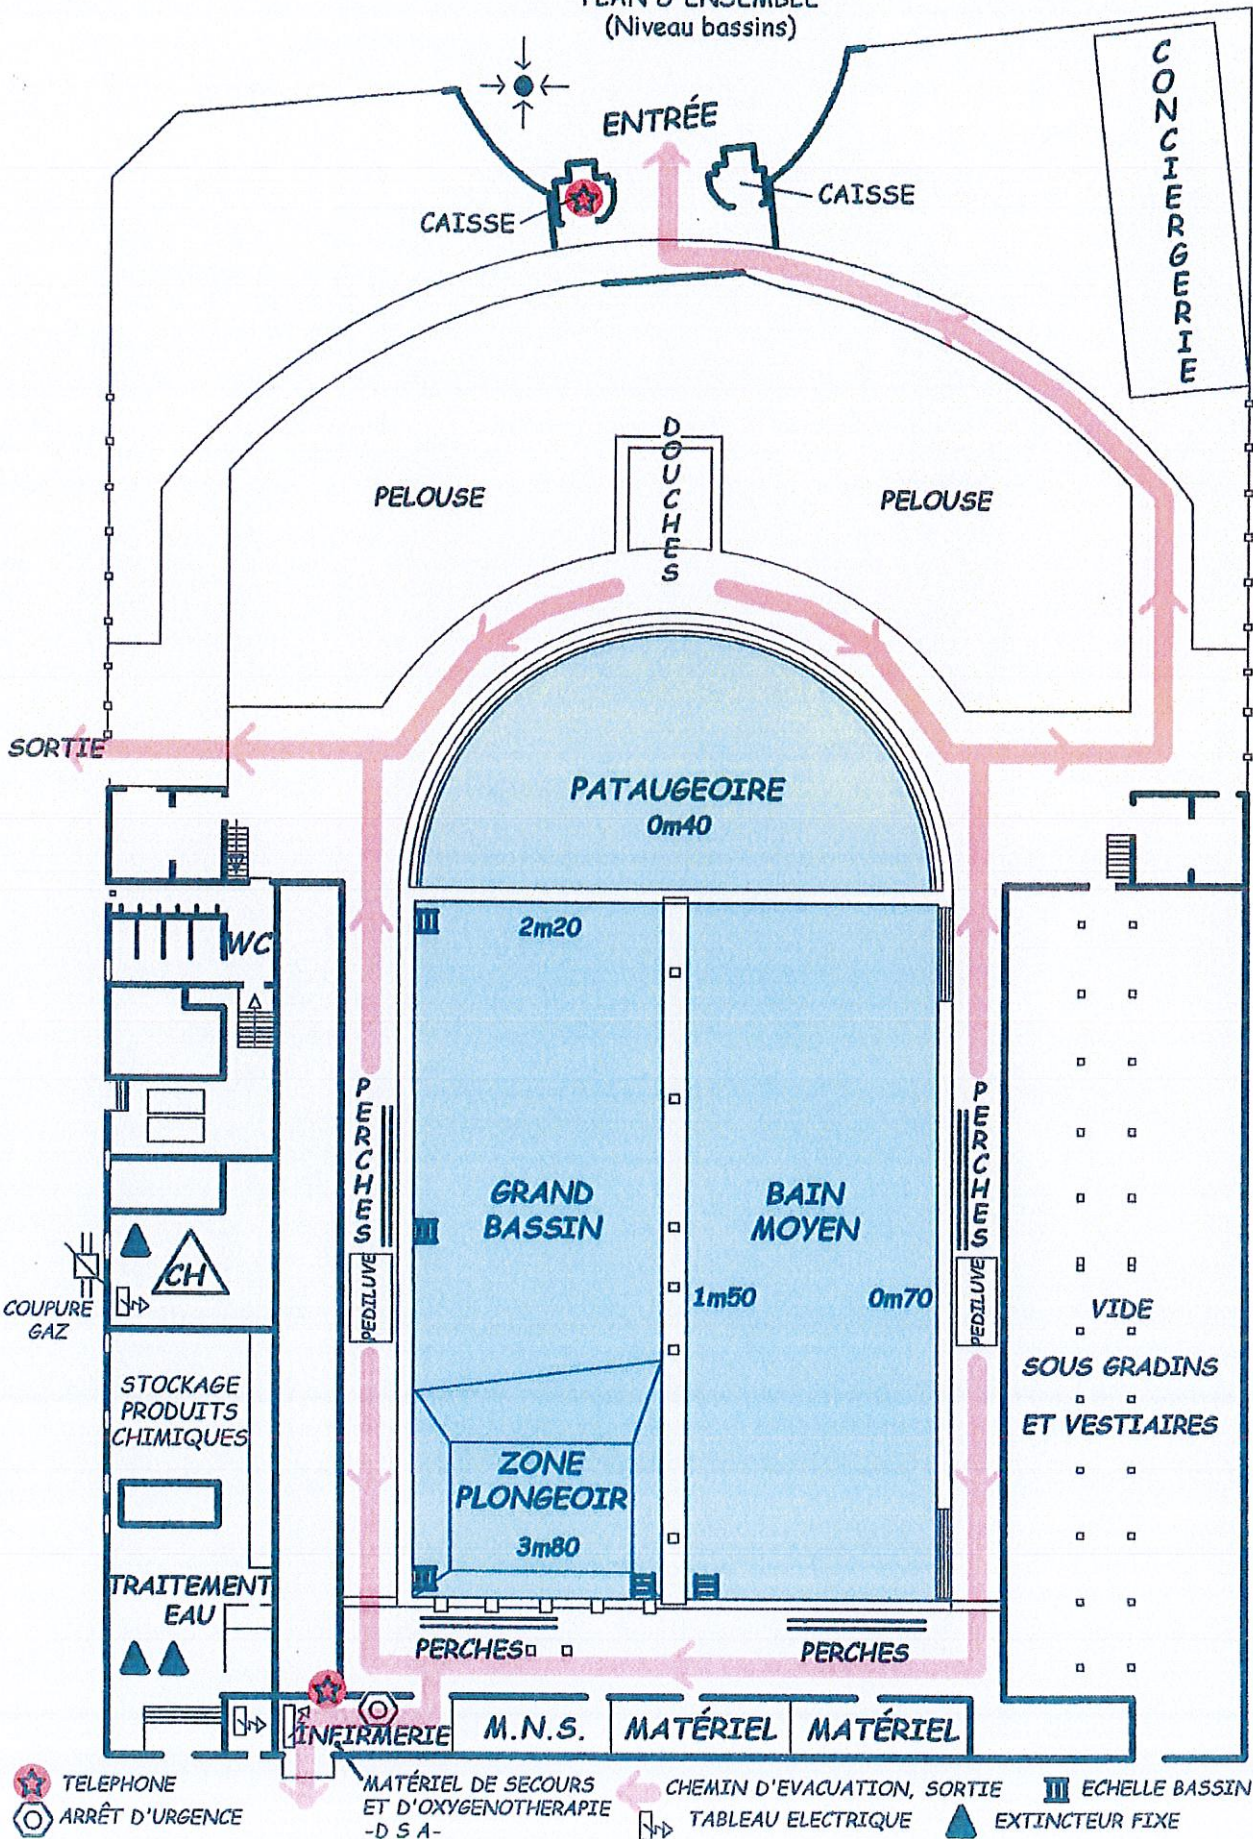 PLAN D'ENSEMBLE
(Niveau bassins)
CONCIERGERIE
ENTRÉE
CAISSE
CAISSE
DOUCHES
PELOUSE
PELOUSE
SORTIE
PATAUGEOIRE
0m40
WC
2m20
PERCHES
PERCHES
GRAND
BASSIN
BAIN
MOYEN
CH
COUPURE
GAZ
PEDILUVE
PEDILUVE
1m50
0m70
VIDE
SOUS GRADINS
ET VESTIAIRES
STOCKAGE
PRODUITS
CHIMIQUES
ZONE
PLONGEOIR
3m80
TRAITEMENT
EAU
PERCHES
PERCHES
INFIRMERIE
M.N.S.
MATÉRIEL
MATÉRIEL
TELEPHONE
ARRÊT D'URGENCE
MATÉRIEL DE SECOURS
ET D'OXYGENOTHERAPIE
-D S A-
CHEMIN D'EVACUATION, SORTIE
TABLEAU ELECTRIQUE
ECHELLE BASSIN
EXTINCTEUR FIXE